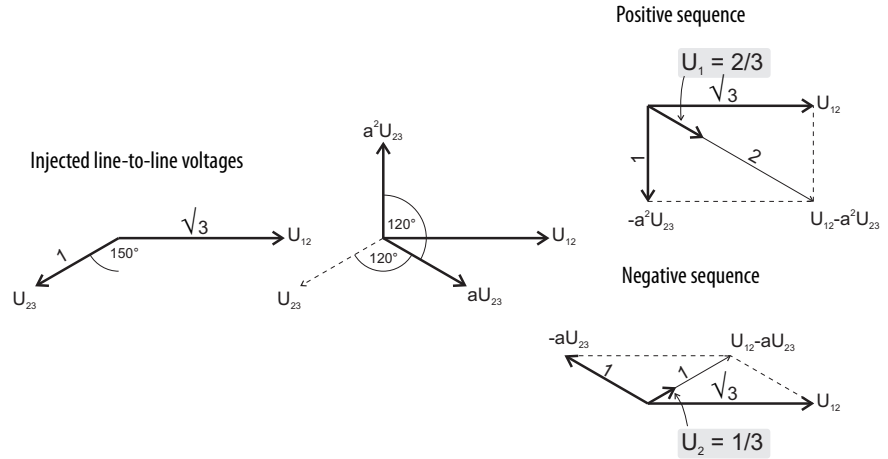 Positive sequence
U₁ = 2/3
√3
U₁₂
1
2
-a²U₂₃
U₁₂-a²U₂₃
Injected line-to-line voltages
√3
U₁₂
1
150°
U₂₃
a²U₂₃
120°
U₁₂
120°
U₂₃
aU₂₃
Negative sequence
-aU₂₃
U₁₂-aU₂₃
1
1
√3
U₁₂
U₂ = 1/3